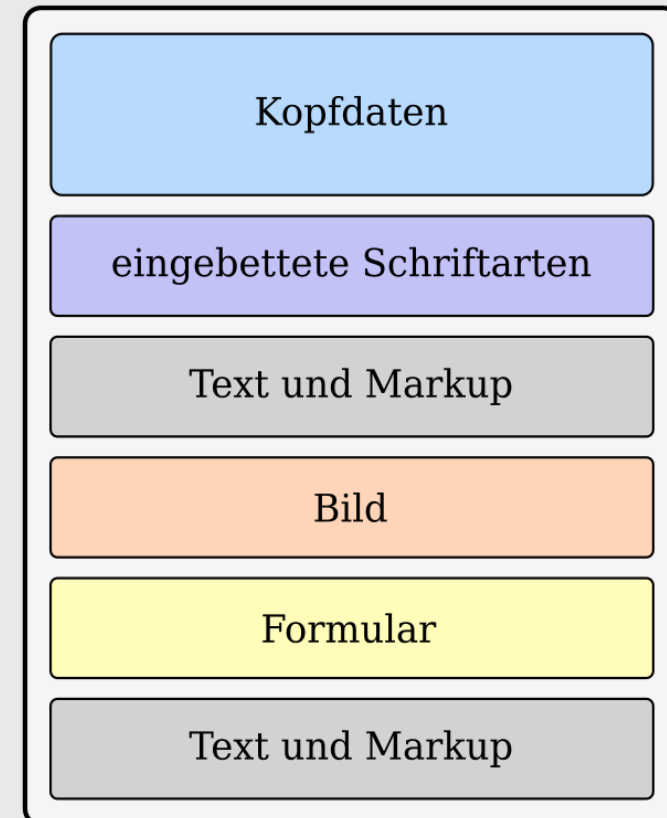 Kopfdaten
eingebettete Schriftarten
Text und Markup
Bild
Formular
Text und Markup